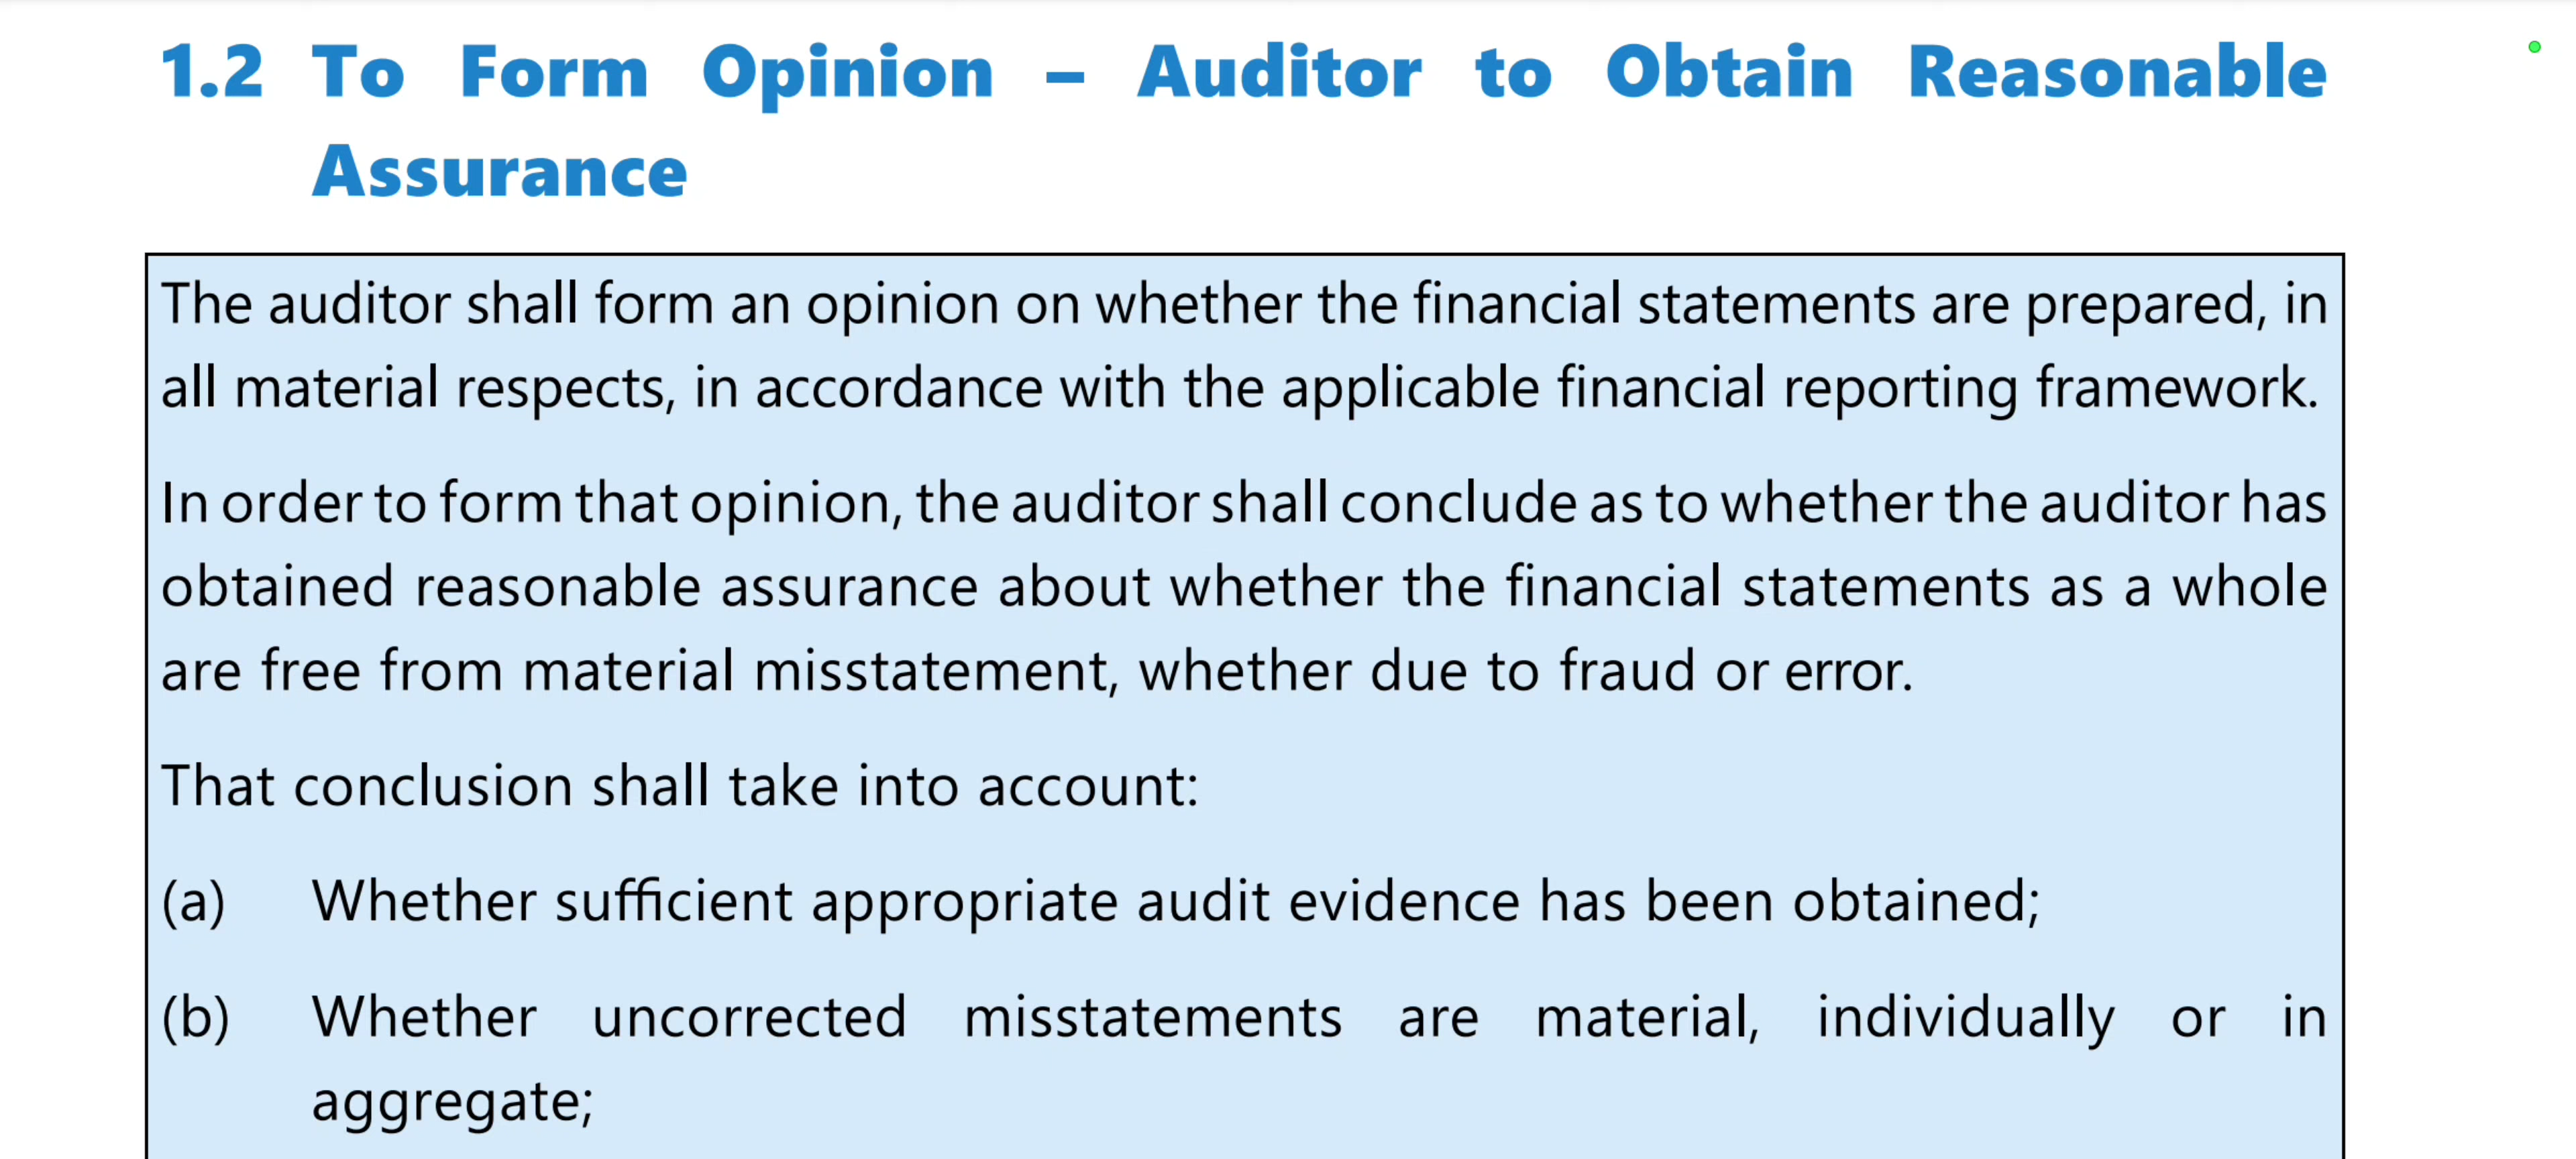 1.2 To Form Opinion – Auditor to Obtain Reasonable
Assurance
The auditor shall form an opinion on whether the financial statements are prepared, in
all material respects, in accordance with the applicable financial reporting framework.
In order to form that opinion, the auditor shall conclude as to whether the auditor has
obtained reasonable assurance about whether the financial statements as a whole
are free from material misstatement, whether due to fraud or error.
That conclusion shall take into account:
(a) Whether sufficient appropriate audit evidence has been obtained;
(b) Whether uncorrected misstatements are material, individually or in
aggregate;